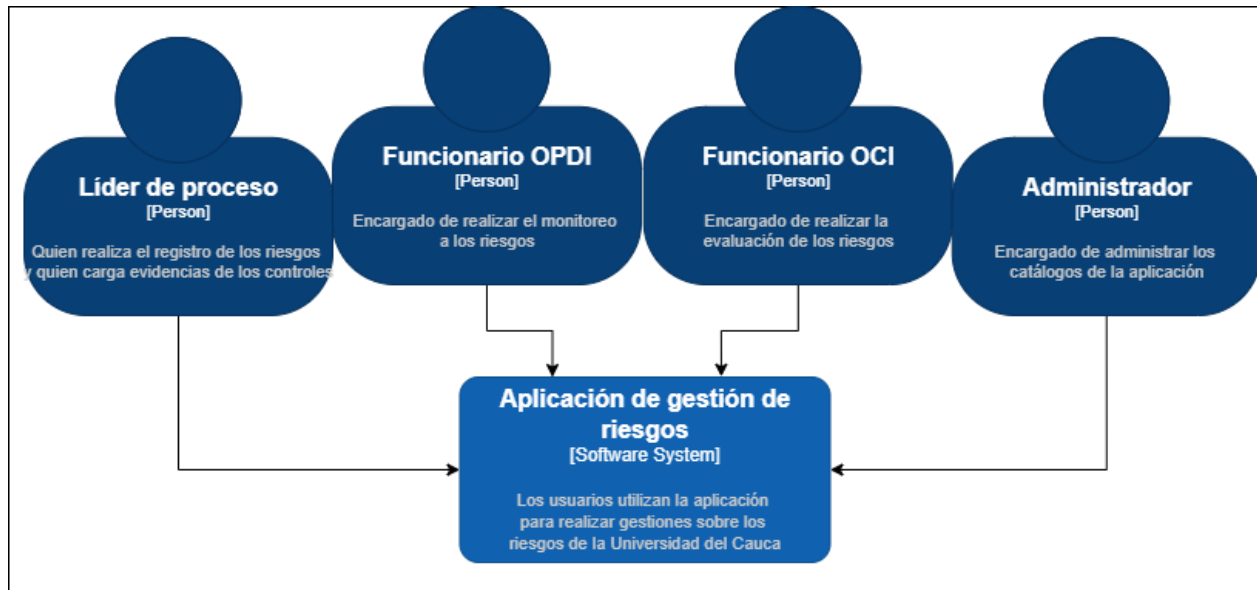 Líder de proceso
[Person]
Quien realiza el registro de los riesgos
y quien carga evidencias de los controles
Funcionario OPDI
[Person]
Encargado de realizar el monitoreo
a los riesgos
Funcionario OCI
[Person]
Encargado de realizar la
evaluación de los riesgos
Administrador
[Person]
Encargado de administrar los
catálogos de la aplicación
Aplicación de gestión de
riesgos
[Software System]
Los usuarios utilizan la aplicación
para realizar gestiones sobre los
riesgos de la Universidad del Cauca